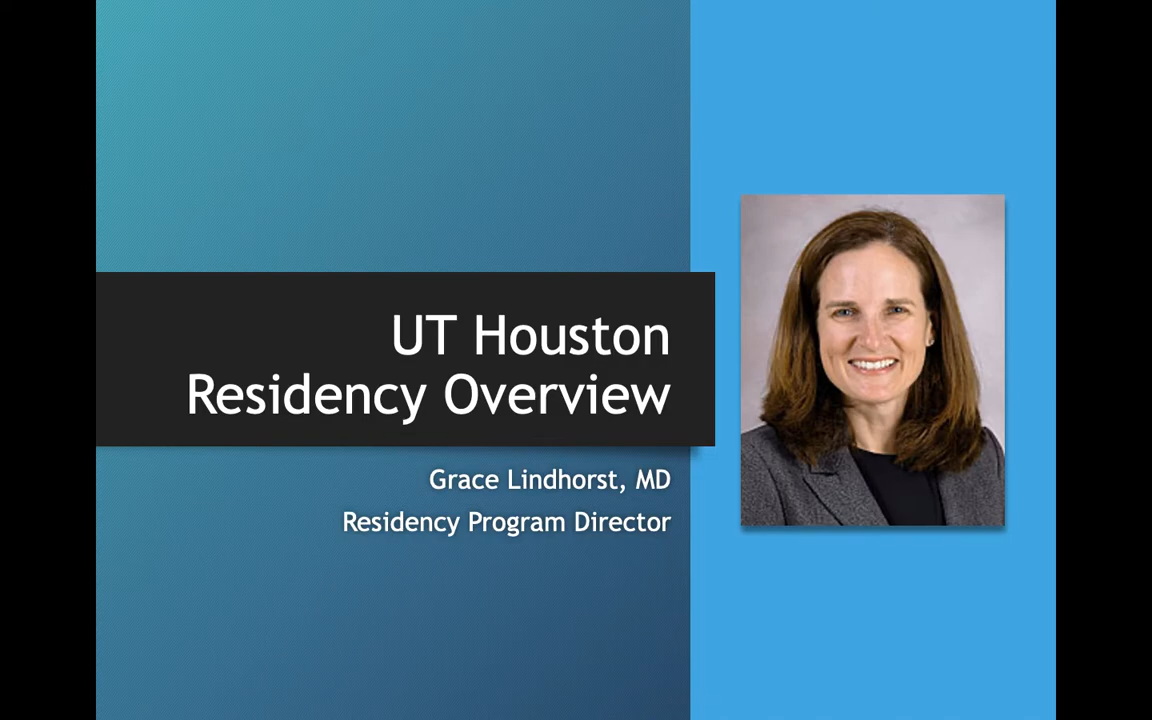 UT Houston
Residency Overview
Grace Lindhorst, MD
Residency Program Director